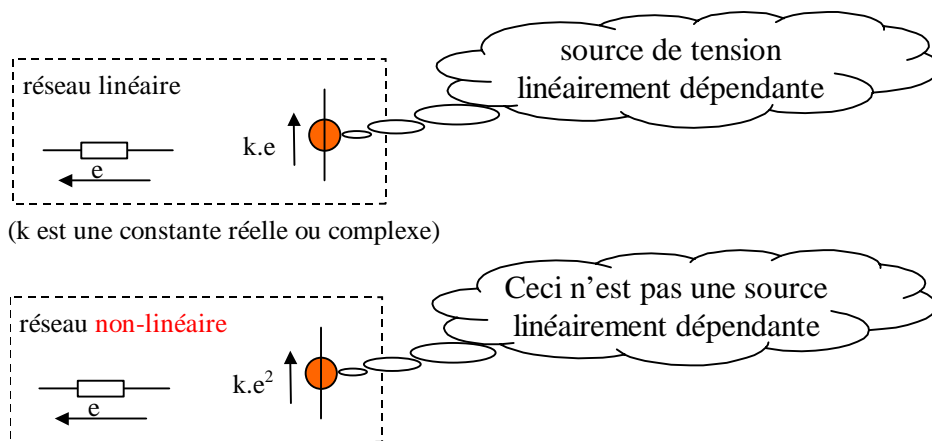 source de tension
linéairement dépendante
réseau linéaire
k.e
e
(k est une constante réelle ou complexe)
Ceci n’est pas une source
linéairement dépendante
réseau non-linéaire
k.e²
e